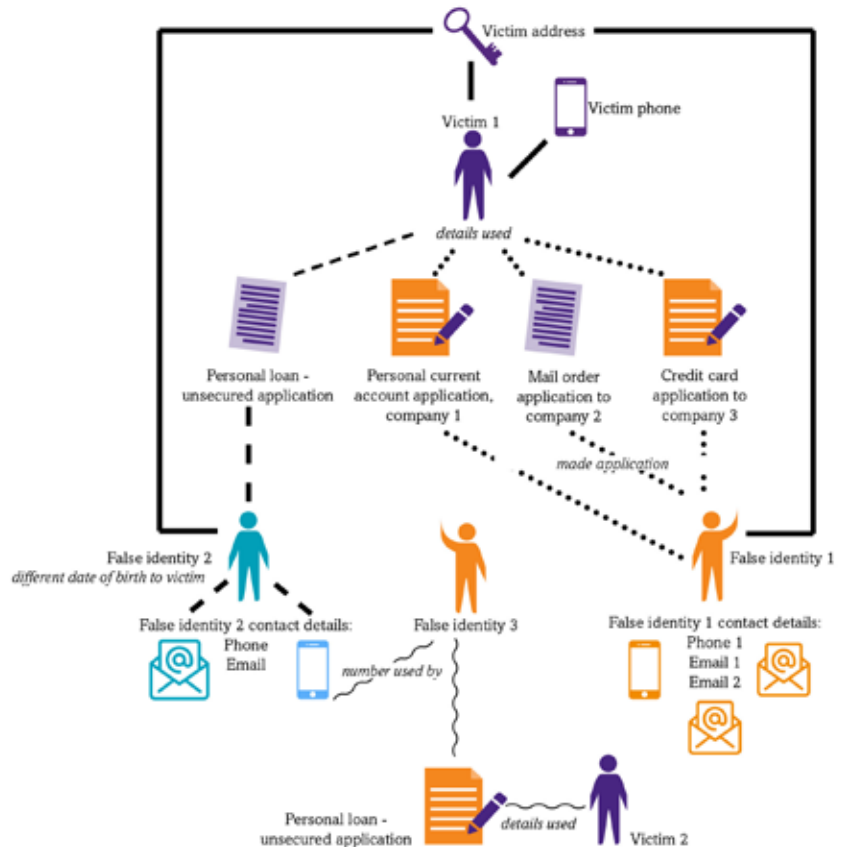 Victim address
Victim phone
Victim 1
details used
Personal loan -
unsecured application
Personal current
account application,
company 1
Mail order
application to
company 2
Credit card
application to
company 3
made application
False identity 2
different date of birth to victim
False identity 1
False identity 2 contact details:
Phone
Email
False identity 3
number used by
False identity 1 contact details:
Phone 1
Email 1
Email 2
Personal loan -
unsecured application
details used
Victim 2